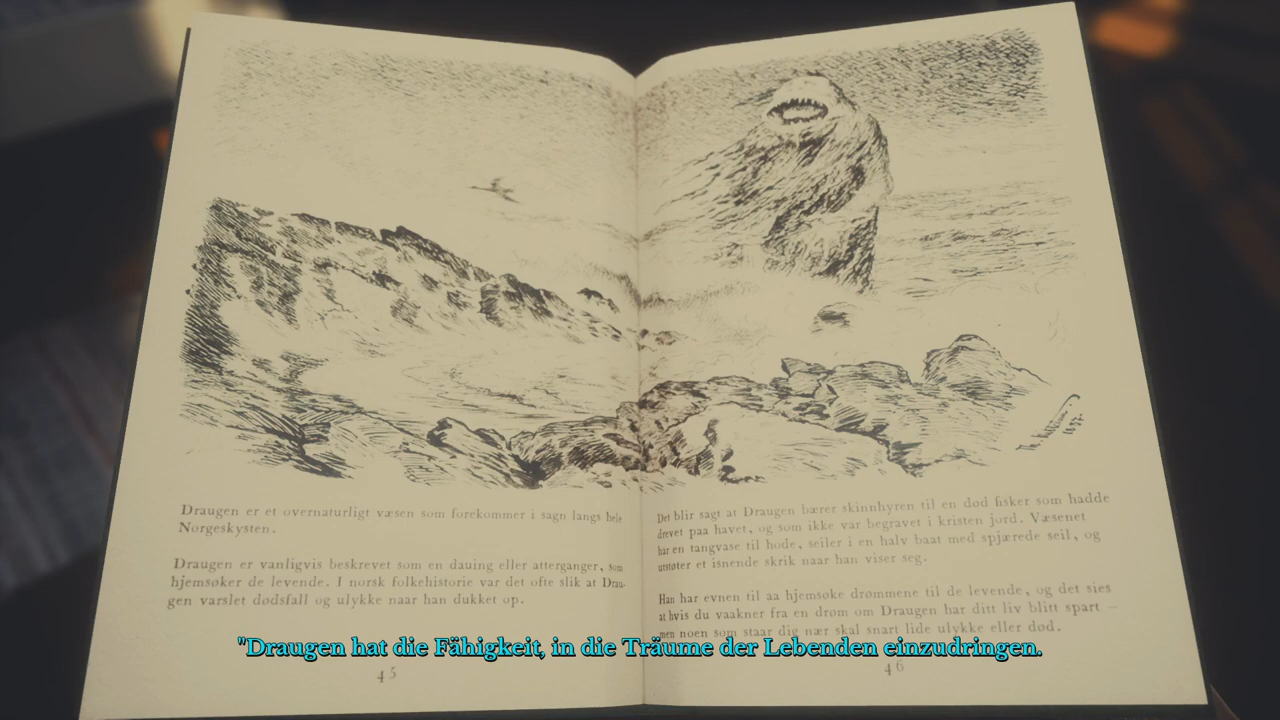 Draugen er et overnaturligt væsen som forekommer i sagn langs hele
Norgeskysten.
Draugen er vanligvis beskrevet som en dauing eller atterganger, som
hjemsøker de levende. I norsk folkehistorie var det ofte slik at Drau-
gen varslet dødsfall og ulykke naar han dukket op.
45
Det blir sagt at Draugen bærer skinnhyren til en død fisker som hadde
drevet paa havet, og som ikke var begravet i kristen jord. Væsenet
har en tangvase til hode, seiler i en halv baat med spjærede seil, og
utstøter et isnende skrik naar han viser seg.
Han har evnen til aa hjemsøke drømmene til de levende, og det sies
at hvis du vaakner fra en drøm om Draugen har ditt liv blitt spart –
men noen som staar dig nær skal snart lide ulykke eller død.
46
"Draugen hat die Fähigkeit, in die Träume der Lebenden einzudringen.